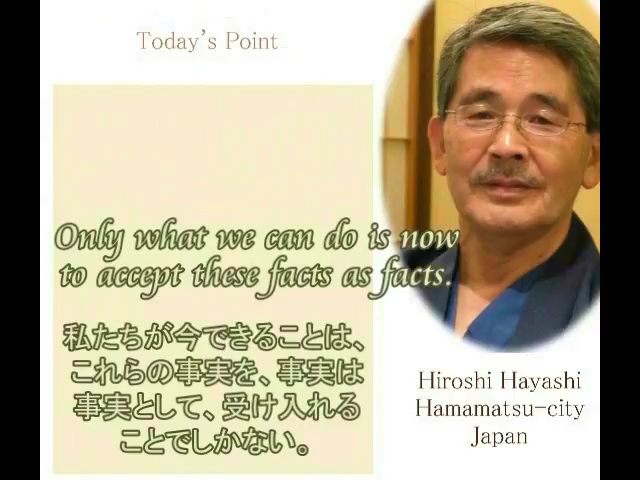 Today's Point
Only what we can do is now
to accept these facts as facts.
私たちが今できることは、
これらの事実を、事実は
事実として、受け入れる
ことでしかない。
Hiroshi Hayashi
Hamamatsu-city
Japan